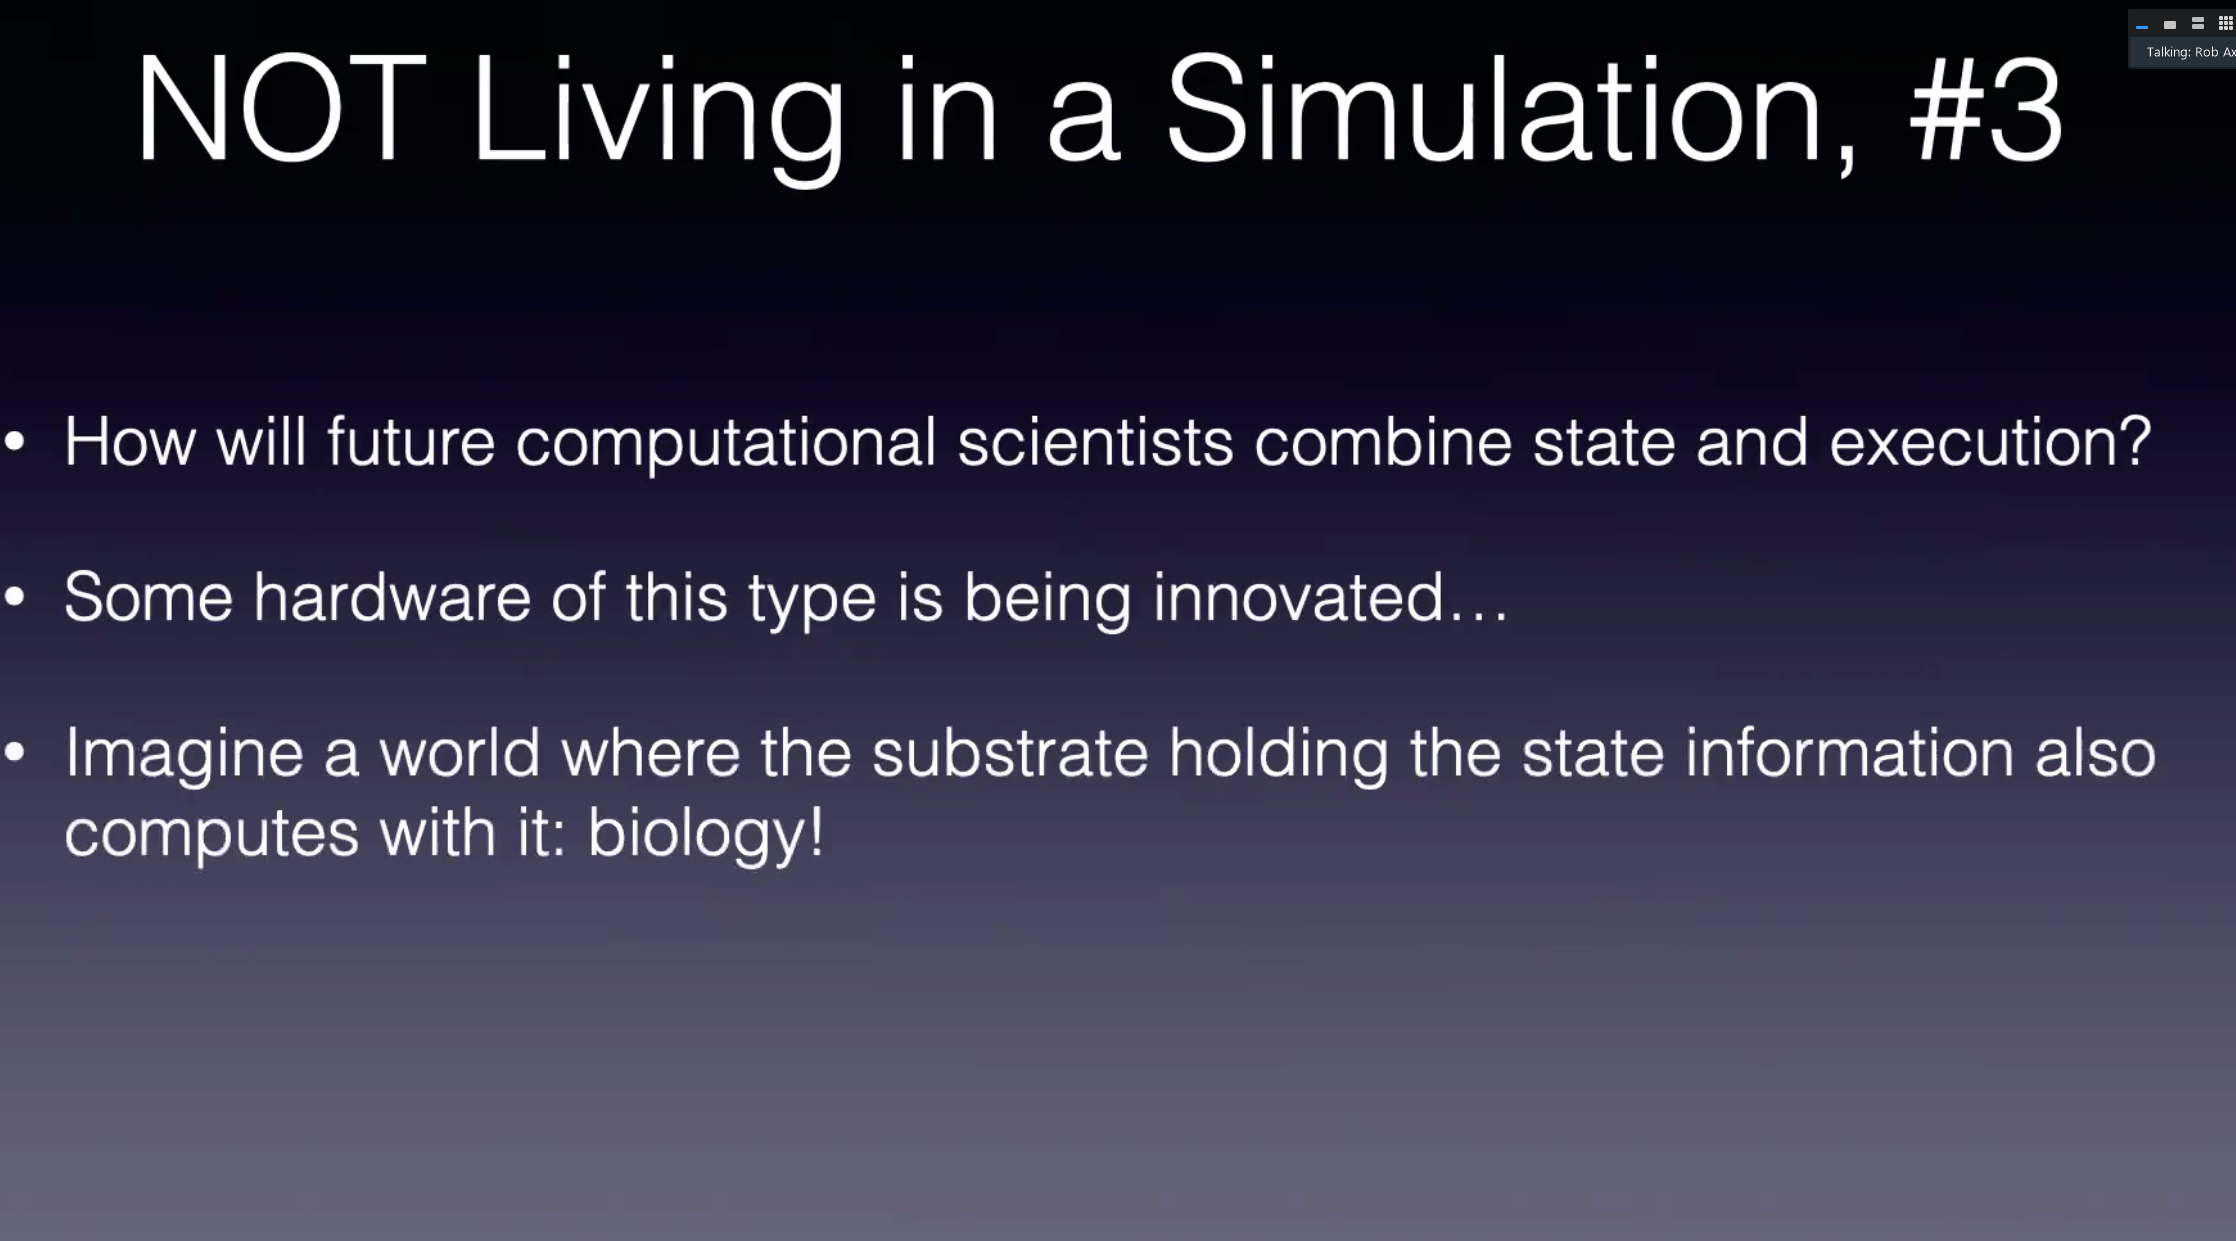 NOT Living in a Simulation, #3
Talking: Rob
• How will future computational scientists combine state and execution?
• Some hardware of this type is being innovated…
• Imagine a world where the substrate holding the state information also
computes with it: biology!